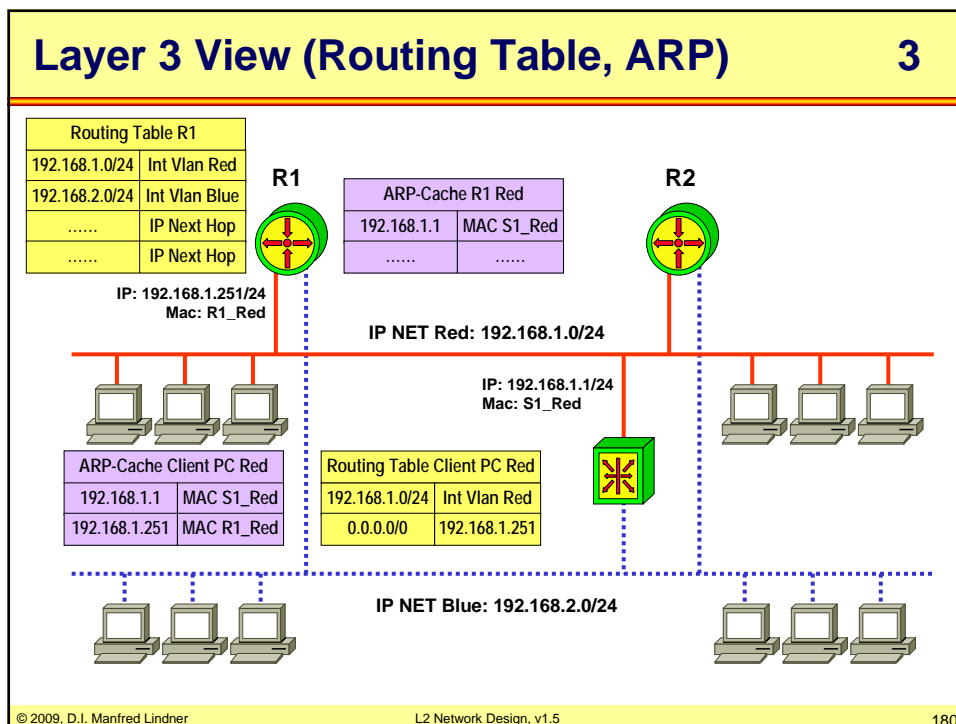 Layer 3 View (Routing Table, ARP) 3
Routing Table R1
192.168.1.0/24 Int Vlan Red
192.168.2.0/24 Int Vlan Blue
...... IP Next Hop
...... IP Next Hop
R1
ARP-Cache R1 Red
192.168.1.1 MAC S1_Red
...... ......
R2
IP: 192.168.1.251/24
Mac: R1_Red
IP NET Red: 192.168.1.0/24
IP: 192.168.1.1/24
Mac: S1_Red
ARP-Cache Client PC Red
192.168.1.1 MAC S1_Red
192.168.1.251 MAC R1_Red
Routing Table Client PC Red
192.168.1.0/24 Int Vlan Red
0.0.0.0/0 192.168.1.251
IP NET Blue: 192.168.2.0/24
© 2009, D.I. Manfred Lindner L2 Network Design, v1.5 180